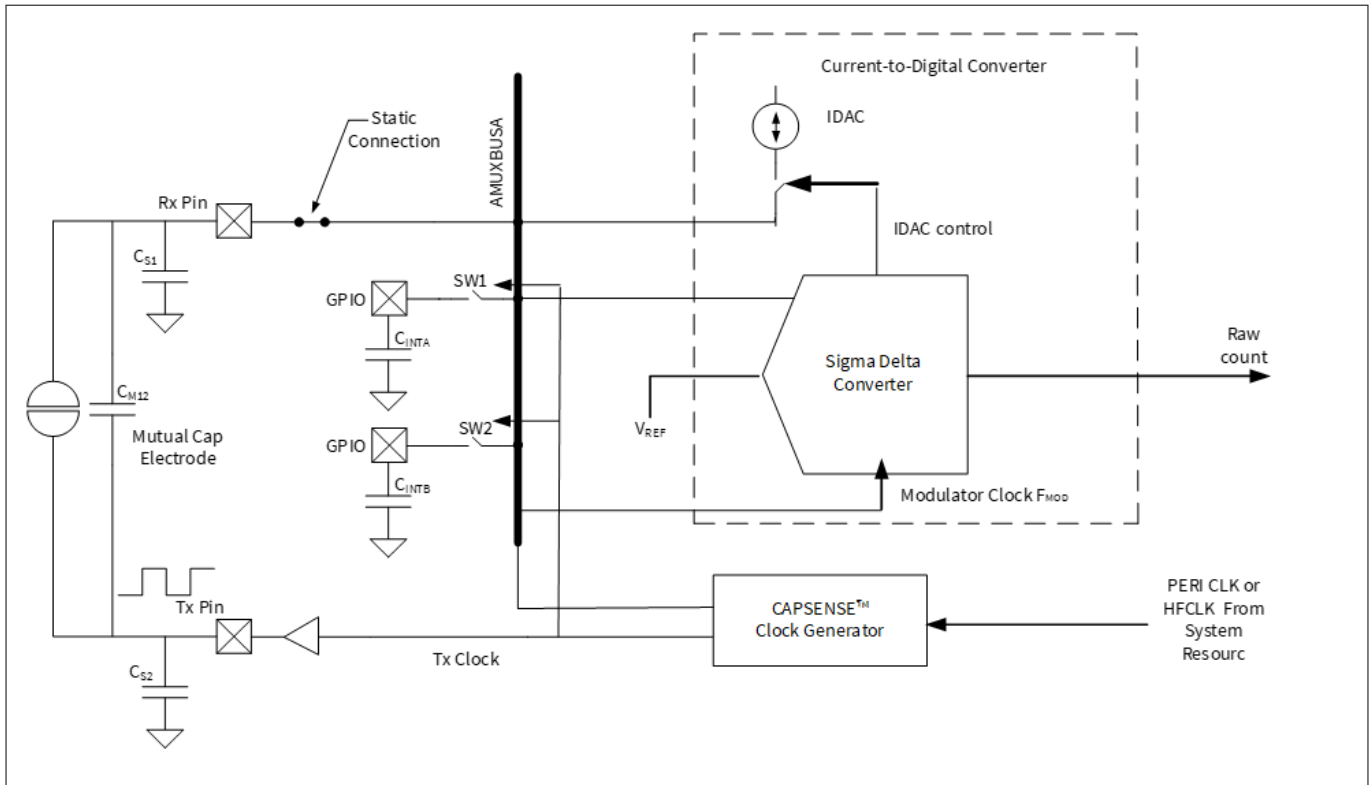 Current-to-Digital Converter
IDAC
Static
Connection
AMUXBUSA
Rx Pin
IDAC control
CS1
SW1
GPIO
CINTA
Raw
count
Sigma Delta
Converter
CM12
Mutual Cap
Electrode
VREF
SW2
GPIO
CINTB
Modulator Clock FMOD
Tx Pin
CAPSENSE™
Clock Generator
PERI CLK or
HFCLK From
System
Resourc
Tx Clock
CS2